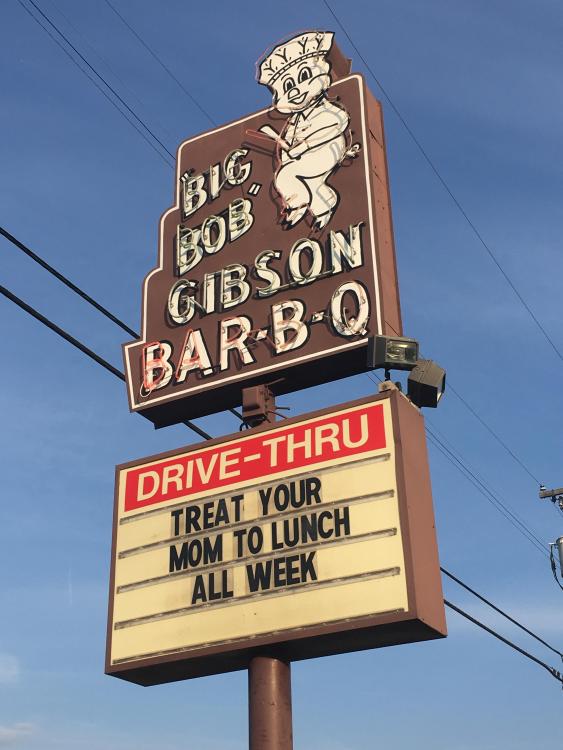 "BIG
BOB"
GIBSON
BAR-B-Q
DRIVE-THRU
TREAT YOUR
MOM TO LUNCH
ALL WEEK